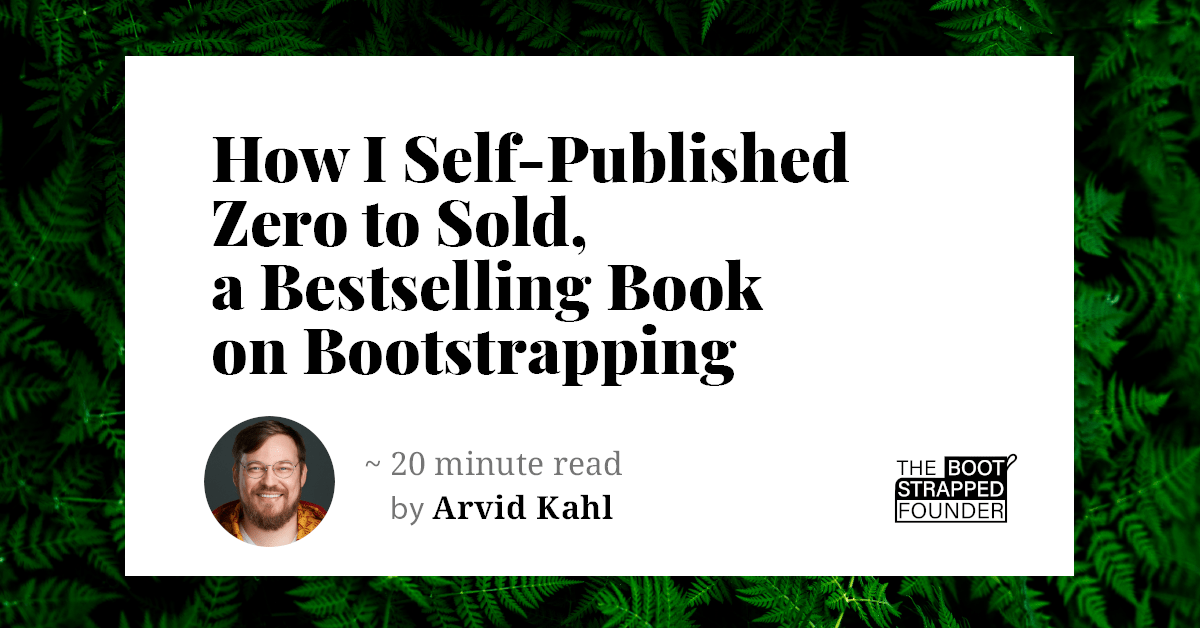 How I Self-Published
Zero to Sold,
a Bestselling Book
on Bootstrapping
~ 20 minute read
by Arvid Kahl
THE BOOT
STRAPPED
FOUNDER